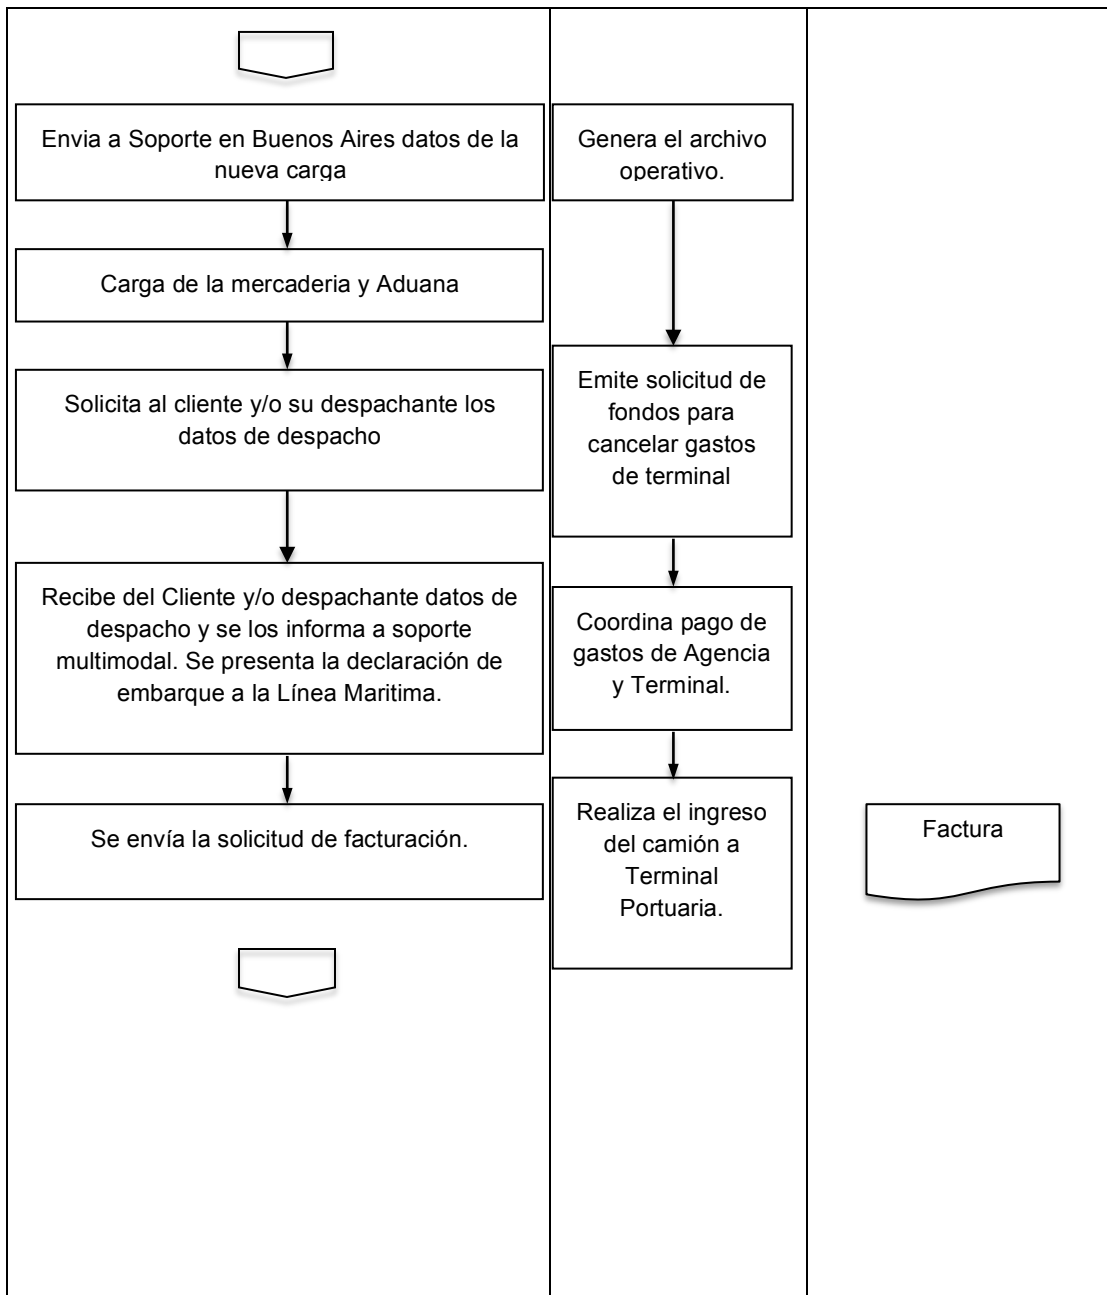 Envia a Soporte en Buenos Aires datos de la
nueva carga
Carga de la mercaderia y Aduana
Solicita al cliente y/o su despachante los
datos de despacho
Recibe del Cliente y/o despachante datos de
despacho y se los informa a soporte
multimodal. Se presenta la declaración de
embarque a la Línea Maritima.
Se envía la solicitud de facturación.
Genera el archivo
operativo.
Emite solicitud de
fondos para
cancelar gastos
de terminal
Coordina pago de
gastos de Agencia
y Terminal.
Realiza el ingreso
del camión a
Terminal
Portuaria.
Factura